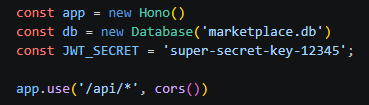 const app = new Hono()
const db = new Database('marketplace.db')
const JWT_SECRET = 'super-secret-key-12345';
app.use('/api/*', cors())